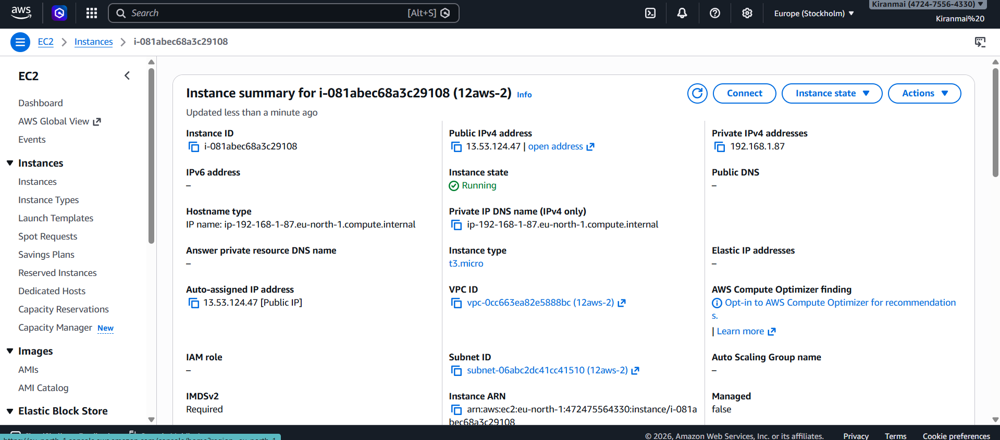 aws
Search [Alt+S]
Europe (Stockholm)
Kiranmai (4724-7556-4330)
Kiranmai%20
EC2
Instances
i-081abec68a3c29108
EC2
Dashboard
AWS Global View
Events
Instances
Instances
Instance Types
Launch Templates
Spot Requests
Savings Plans
Reserved Instances
Dedicated Hosts
Capacity Reservations
Capacity Manager New
Images
AMIs
AMI Catalog
Elastic Block Store
Instance summary for i-081abec68a3c29108 (12aws-2) Info
Updated less than a minute ago
Connect
Instance state
Actions
Instance ID
i-081abec68a3c29108
Public IPv4 address
13.53.124.47 | open address
Private IPv4 addresses
192.168.1.87
IPv6 address
–
Instance state
Running
Public DNS
–
Hostname type
IP name: ip-192-168-1-87.eu-north-1.compute.internal
Private IP DNS name (IPv4 only)
ip-192-168-1-87.eu-north-1.compute.internal
Answer private resource DNS name
–
Instance type
t3.micro
Elastic IP addresses
–
Auto-assigned IP address
13.53.124.47 [Public IP]
VPC ID
vpc-0cc663ea82e5888bc (12aws-2)
AWS Compute Optimizer finding
Opt-in to AWS Compute Optimizer for recommendation
s.
| Learn more
IAM role
–
Subnet ID
subnet-06abc2dc41cc41510 (12aws-2)
Auto Scaling Group name
–
IMDSv2
Required
Instance ARN
arn:aws:ec2:eu-north-1:472475564330:instance/i-081a
bec68a3c29108
Managed
false
© 2026, Amazon Web Services, Inc. or its affiliates.
Privacy
Terms
Cookie preferences